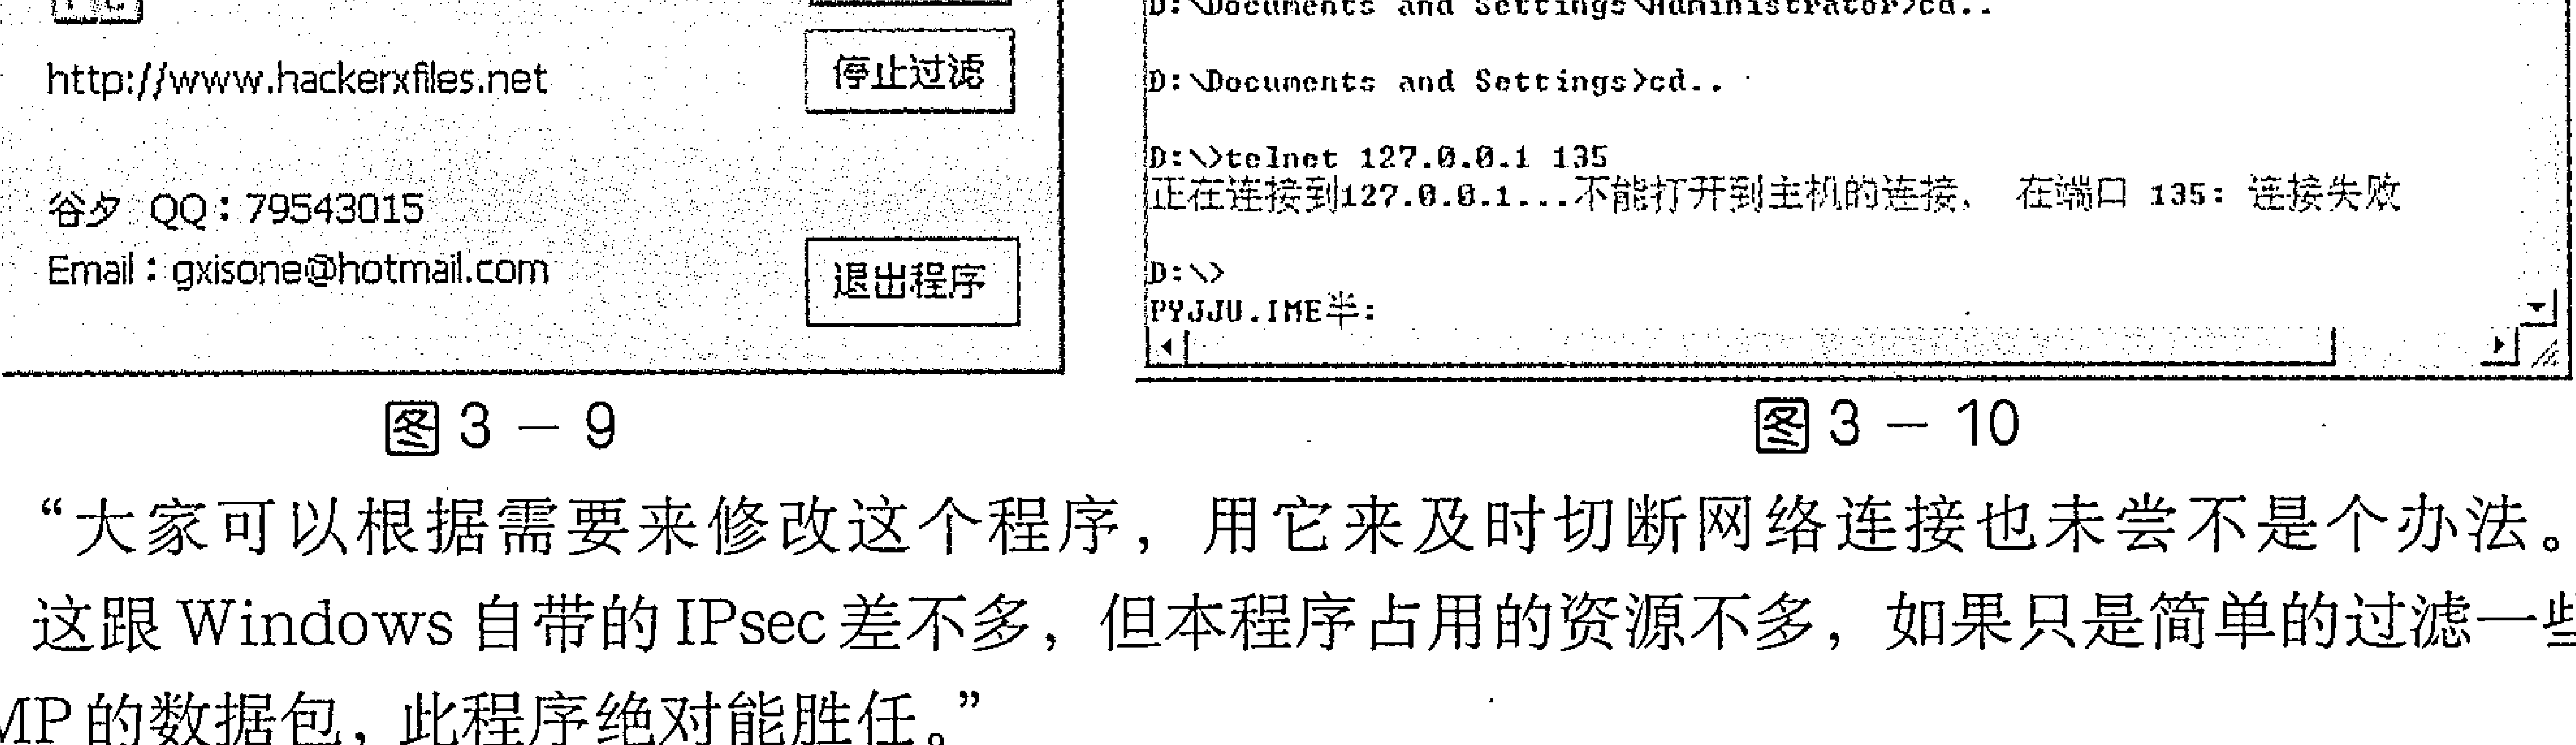 http://www.hackerxfiles.net
停止过滤
谷夕 QQ：79543015
Email：gxisone@hotmail.com
退出程序
图 3 － 9
D:\Documents and Settings\Administrator>cd..
D:\Documents and Settings>cd..
D:\>telnet 127.0.0.1 135
正在连接到127.0.0.1...不能打开到主机的连接， 在端口 135: 连接失败
D:\>
PYJJU.IME半:
图 3 － 10
“大家可以根据需要来修改这个程序，用它来及时切断网络连接也未尝不是个办法。
这跟 Windows 自带的 IPsec 差不多，但本程序占用的资源不多，如果只是简单的过滤一些
MP 的数据包，此程序绝对能胜任。”